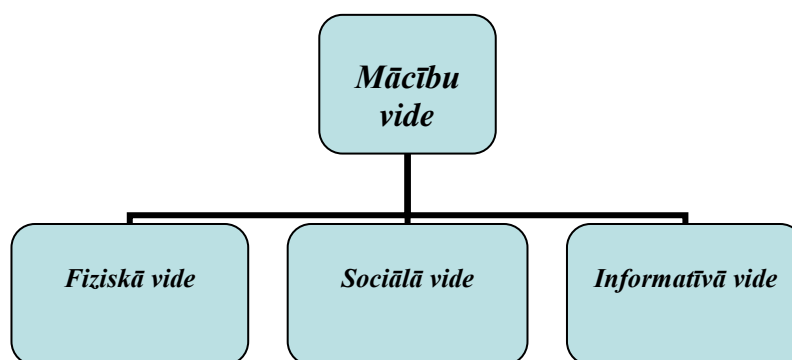 Mācību
vide
Fiziskā vide
Sociālā vide
Informatīvā vide